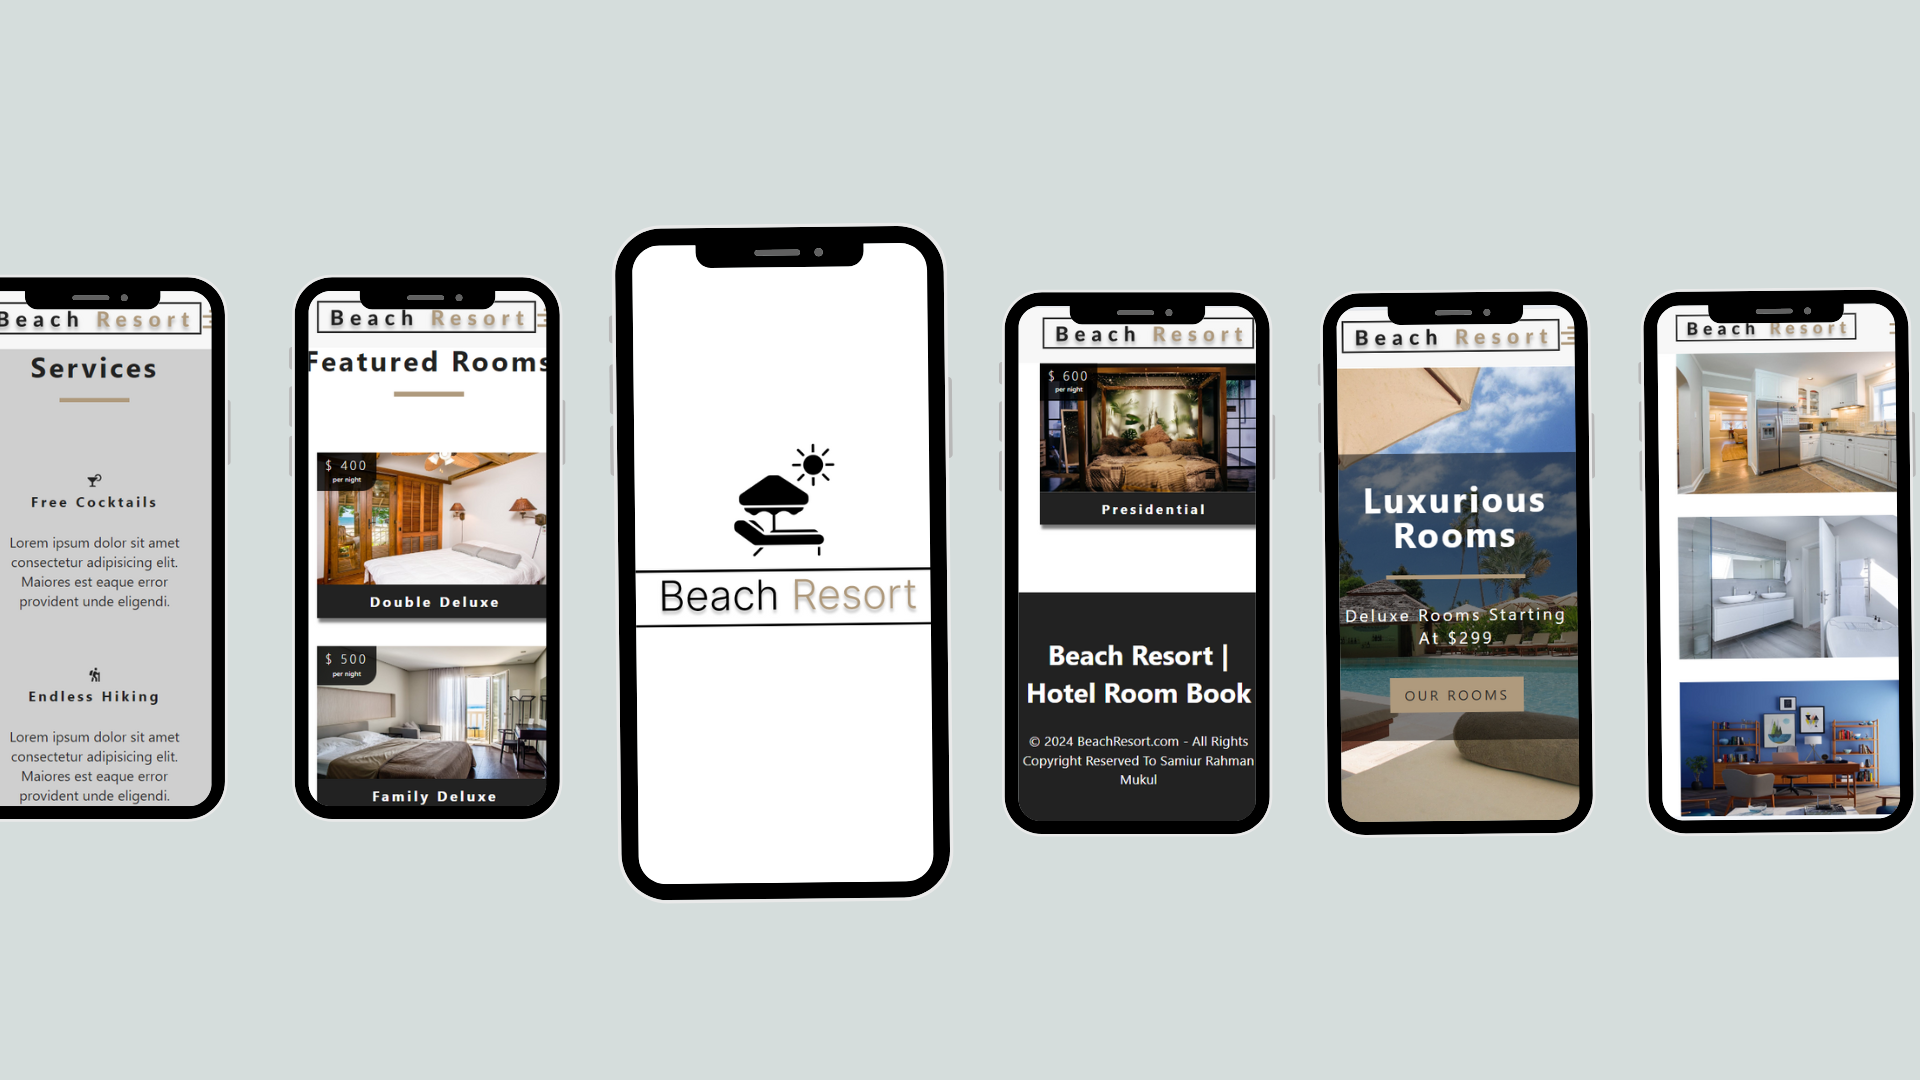 Beach Resort
Services
Free Cocktails
Lorem ipsum dolor sit amet
consectetur adipisicing elit.
Maiores est eaque error
provident unde eligendi.
Endless Hiking
Lorem ipsum dolor sit amet
consectetur adipisicing elit.
Maiores est eaque error
provident unde eligendi.
Beach Resort
Featured Rooms
$ 400
per night
Double Deluxe
$ 500
per night
Family Deluxe
Beach Resort
Beach Resort
$ 600
per night
Presidential
Beach Resort |
Hotel Room Book
© 2024 BeachResort.com - All Rights
Copyright Reserved To Samiur Rahman
Mukul
Beach Resort
Luxurious
Rooms
Deluxe Rooms Starting
At $299
OUR ROOMS
Beach Resort